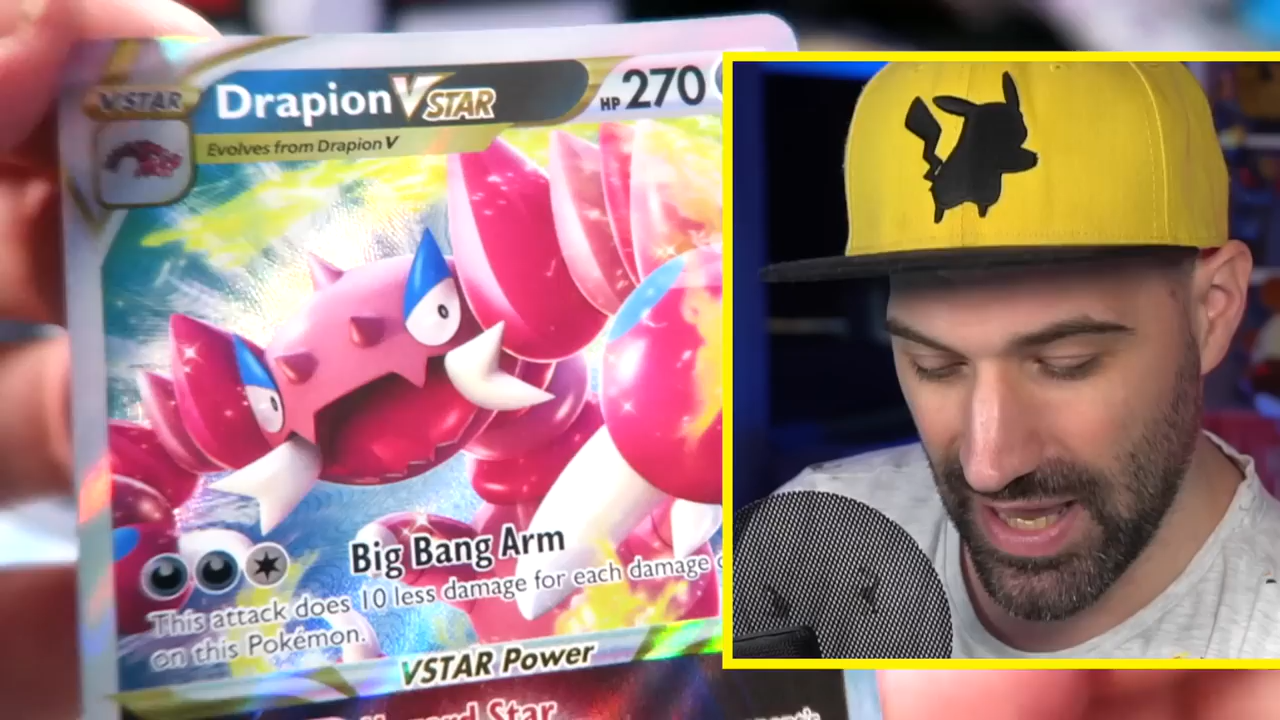 VSTAR
Drapion VSTAR
HP 270
Evolves from Drapion V
Big Bang Arm
This attack does 10 less damage for each damage
on this Pokémon.
VSTAR Power
Star